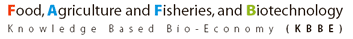 Food, Agriculture and Fisheries, and Biotechnology
Knowledge Based Bio-Economy (KBBE)